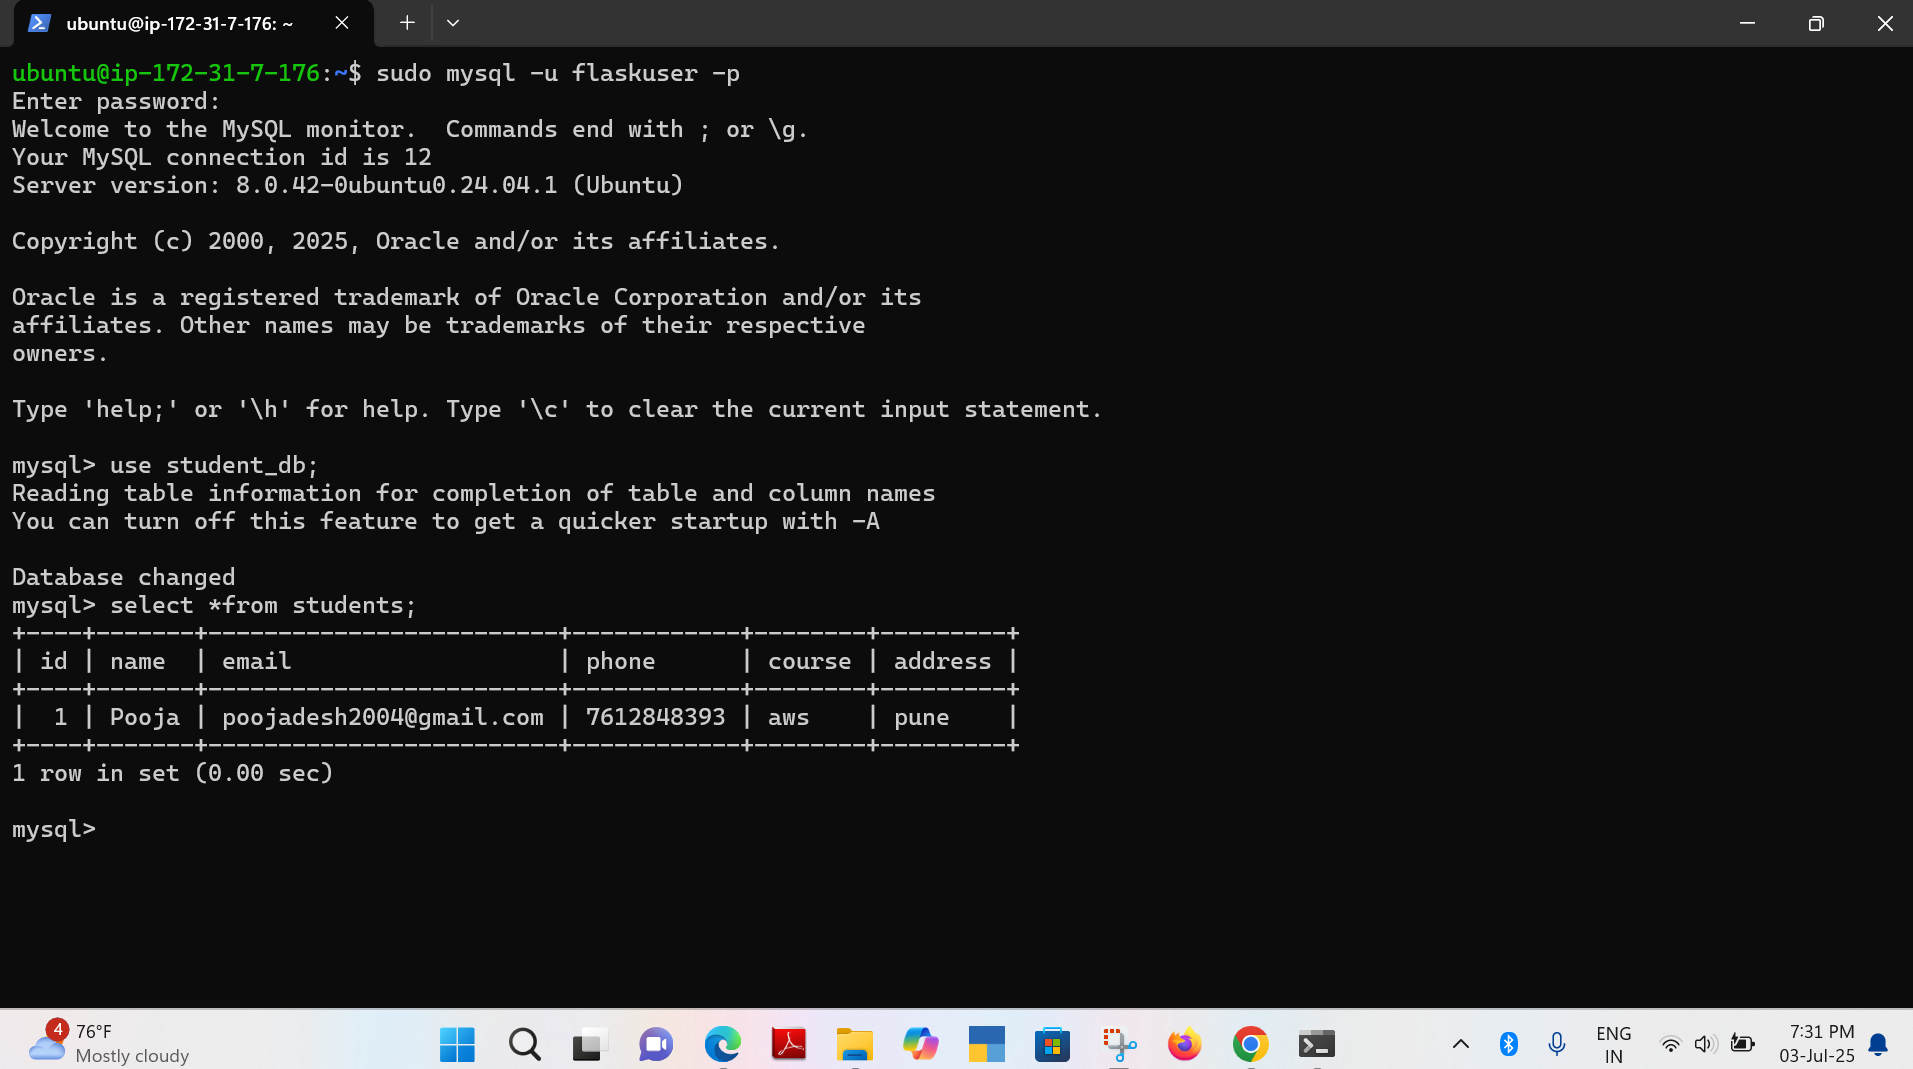 ubuntu@ip-172-31-7-176: ~
ubuntu@ip-172-31-7-176:~$ sudo mysql -u flaskuser -p
Enter password:
Welcome to the MySQL monitor.  Commands end with ; or \g.
Your MySQL connection id is 12
Server version: 8.0.42-0ubuntu0.24.04.1 (Ubuntu)

Copyright (c) 2000, 2025, Oracle and/or its affiliates.

Oracle is a registered trademark of Oracle Corporation and/or its
affiliates. Other names may be trademarks of their respective
owners.

Type 'help;' or '\h' for help. Type '\c' to clear the current input statement.

mysql> use student_db;
Reading table information for completion of table and column names
You can turn off this feature to get a quicker startup with -A

Database changed
mysql> select *from students;
+----+-------+-------------------------+------------+--------+---------+
| id | name  | email                   | phone      | course | address |
+----+-------+-------------------------+------------+--------+---------+
|  1 | Pooja | poojadesh2004@gmail.com | 7612848393 | aws    | pune    |
+----+-------+-------------------------+------------+--------+---------+
1 row in set (0.00 sec)

mysql>
4
76°F
Mostly cloudy
ENG
IN
7:31 PM
03-Jul-25